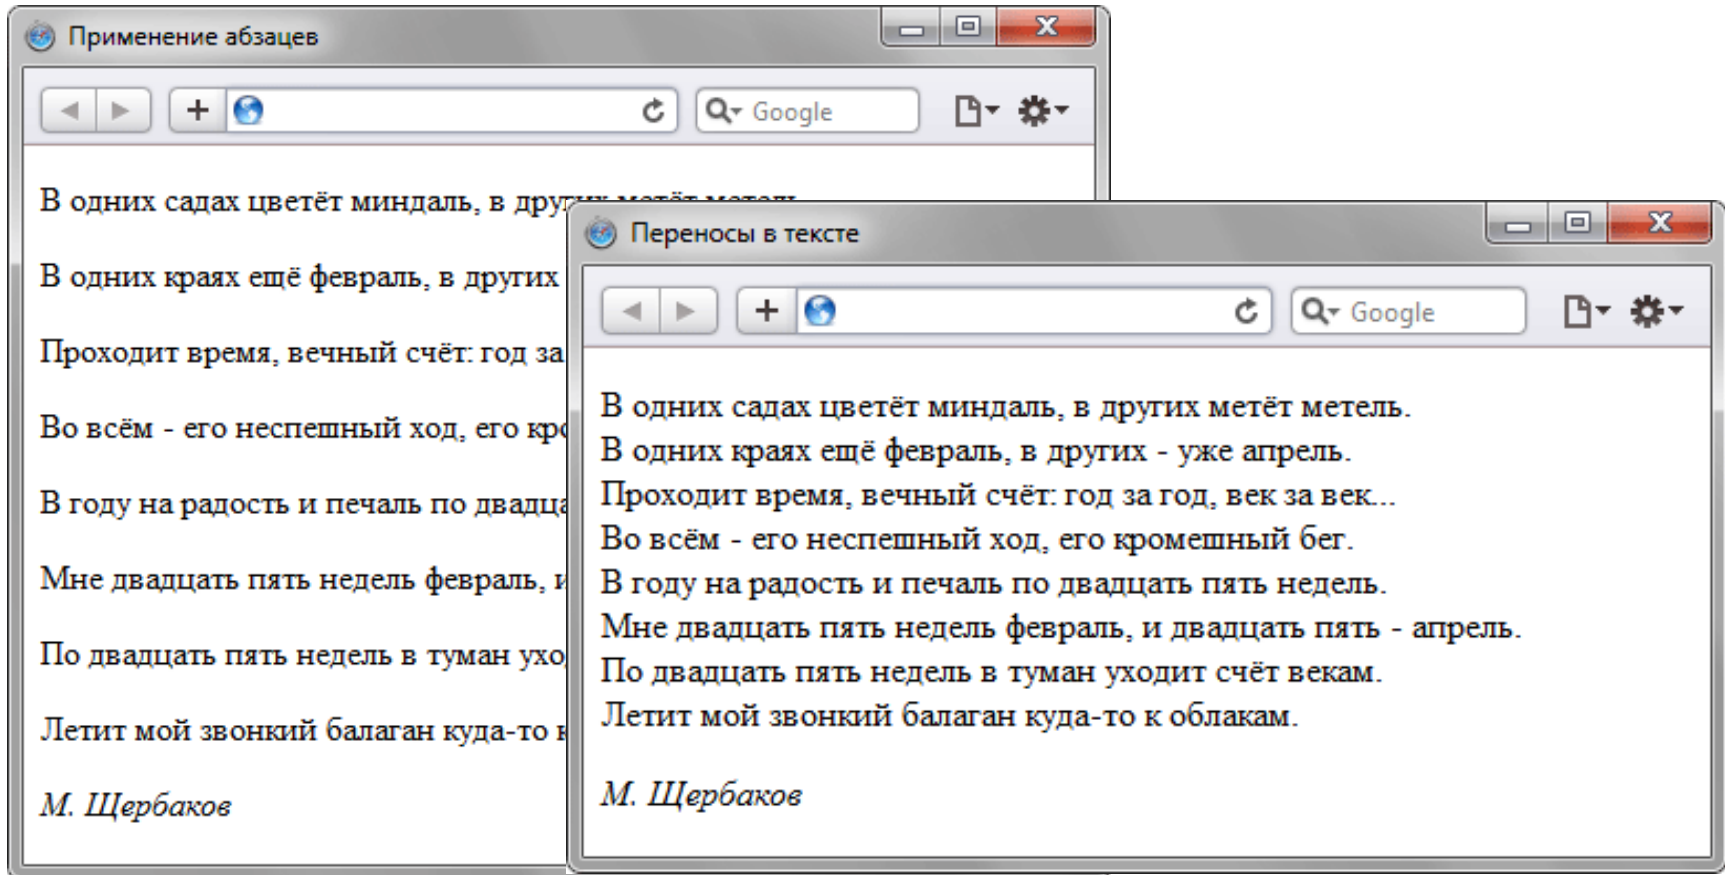 Применение абзацев
Google
В одних садах цветёт миндаль, в других метёт метель.
В одних краях ещё февраль, в других
Проходит время, вечный счёт: год за
Во всём - его неспешный ход, его
В году на радость и печаль по
Мне двадцать пять недель февраль,
По двадцать пять недель в туман
Летит мой звонкий балаган куда-то
М. Щербаков
Переносы в тексте
Google
В одних садах цветёт миндаль, в других метёт метель.
В одних краях ещё февраль, в других - уже апрель.
Проходит время, вечный счёт: год за год, век за век...
Во всём - его неспешный ход, его кромешный бег.
В году на радость и печаль по двадцать пять недель.
Мне двадцать пять недель февраль, и двадцать пять - апрель.
По двадцать пять недель в туман уходит счёт векам.
Летит мой звонкий балаган куда-то к облакам.
М. Щербаков